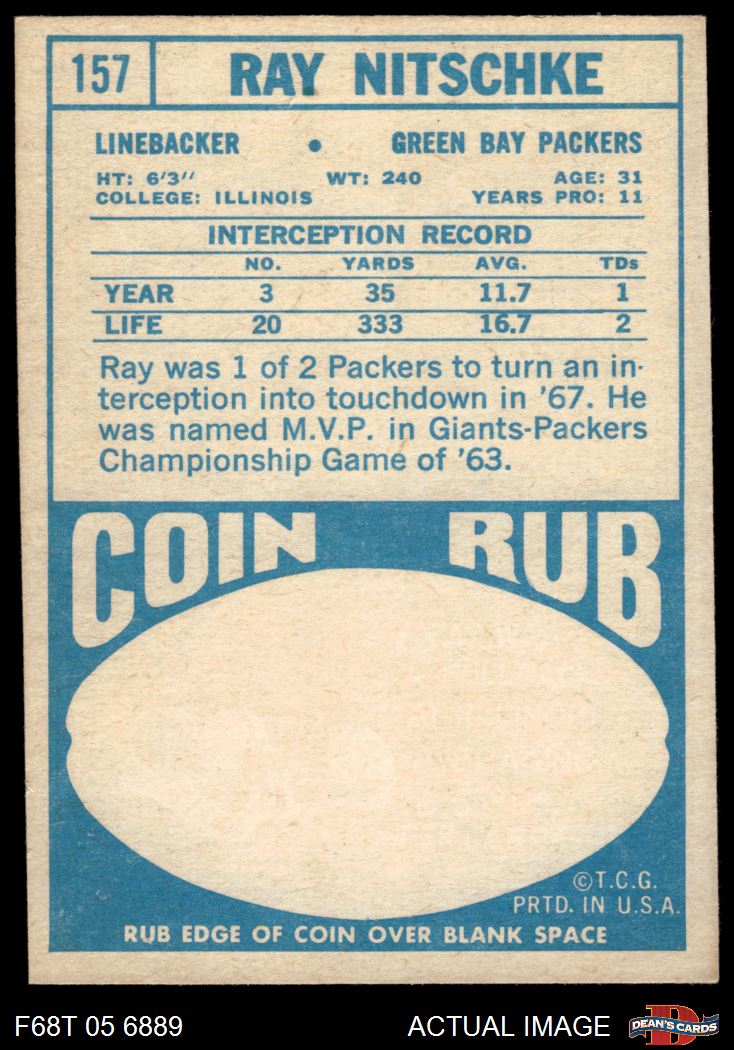 157 RAY NITSCHKE
LINEBACKER • GREEN BAY PACKERS
HT: 6'3" WT: 240 AGE: 31
COLLEGE: ILLINOIS YEARS PRO: 11
INTERCEPTION RECORD
NO. YARDS AVG. TDs
YEAR 3 35 11.7 1
LIFE 20 333 16.7 2
Ray was 1 of 2 Packers to turn an in-
terception into touchdown in '67. He
was named M.V.P. in Giants-Packers
Championship Game of '63.
COIN RUB
©T.C.G.
PRTD. IN U.S.A.
RUB EDGE OF COIN OVER BLANK SPACE
F68T 05 6889 ACTUAL IMAGE DEAN'S CARDS